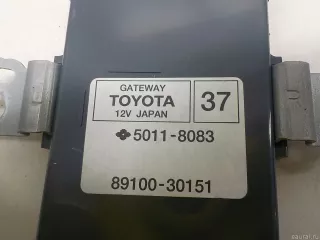 GATEWAY
TOYOTA 37
12V JAPAN
5011-8083
89100-30151